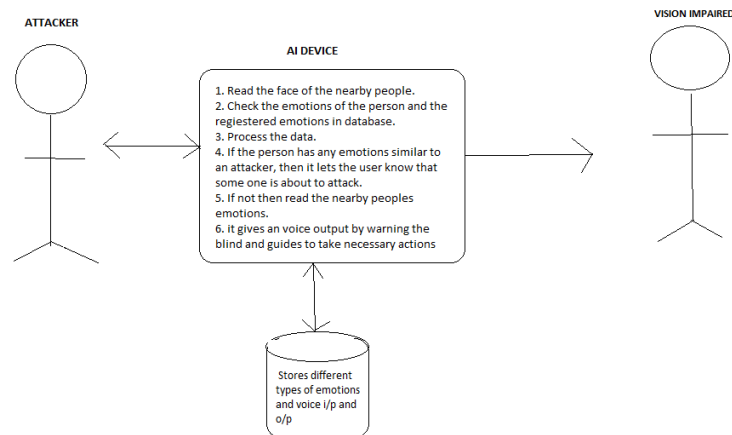 ATTACKER
VISION IMPAIRED
AI DEVICE
1. Read the face of the nearby people.
2. Check the emotions of the person and the
regiestered emotions in database.
3. Process the data.
4. If the person has any emotions similar to
an attacker, then it lets the user know that
some one is about to attack.
5. If not then read the nearby peoples
emotions.
6. it gives an voice output by warning the
blind and guides to take necessary actions
Stores different
types of emotions
and voice i/p and
o/p